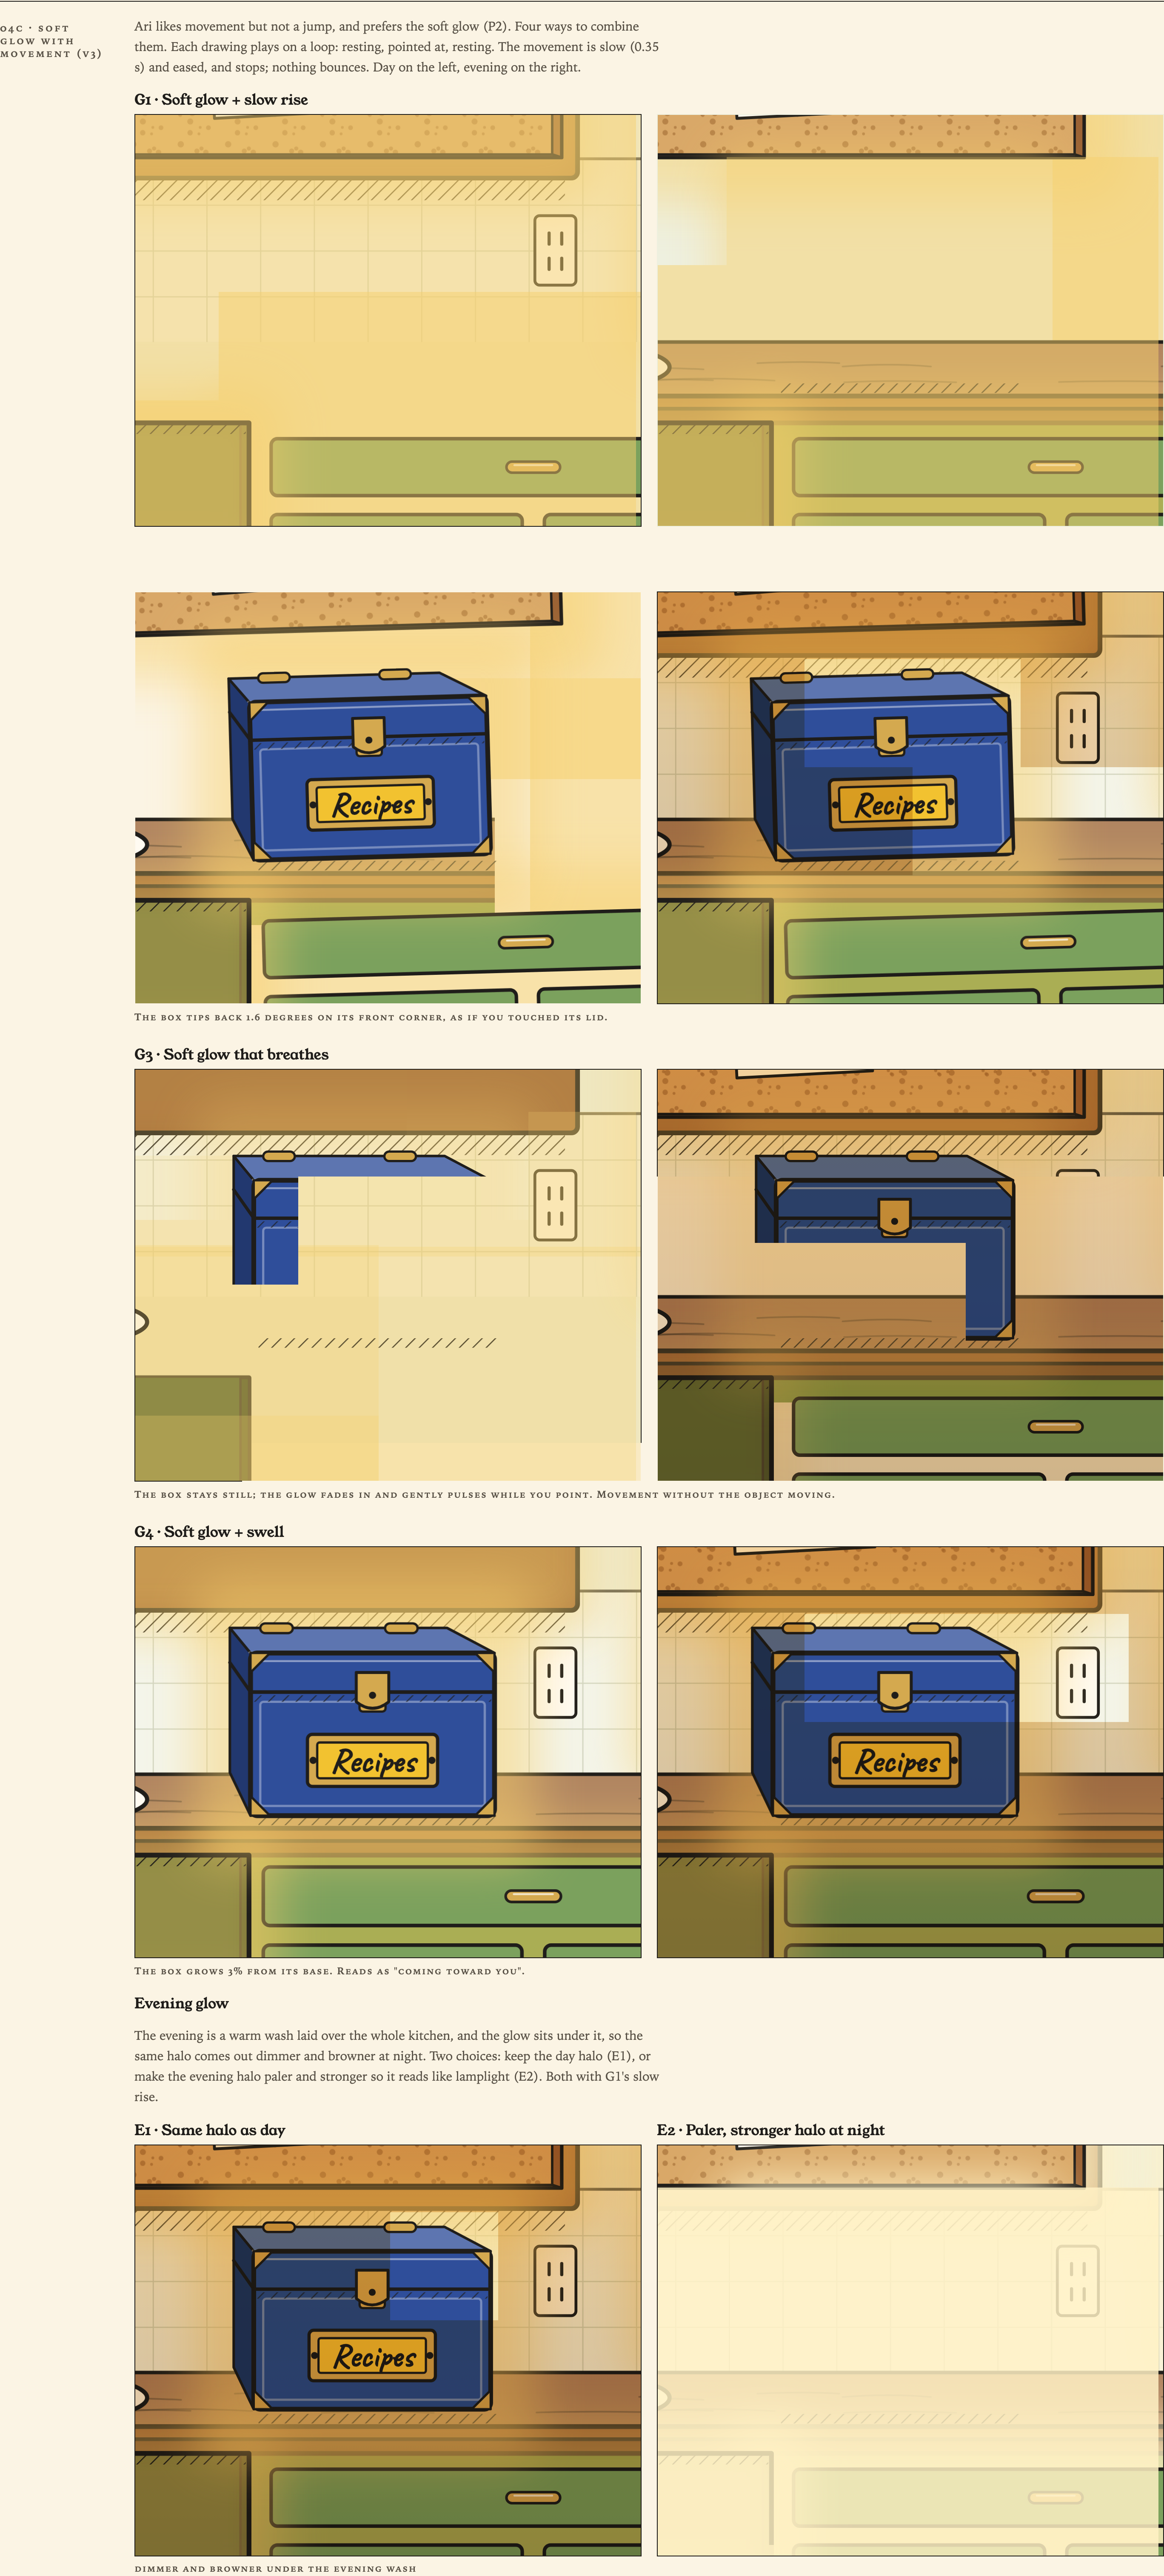 04C · SOFT
GLOW WITH
MOVEMENT (V3)
Ari likes movement but not a jump, and prefers the soft glow (P2). Four ways to combine
them. Each drawing plays on a loop: resting, pointed at, resting. The movement is slow (0.35
s) and eased, and stops; nothing bounces. Day on the left, evening on the right.
G1 · Soft glow + slow rise
Recipes
Recipes
THE BOX TIPS BACK 1.6 DEGREES ON ITS FRONT CORNER, AS IF YOU TOUCHED ITS LID.
G3 · Soft glow that breathes
THE BOX STAYS STILL; THE GLOW FADES IN AND GENTLY PULSES WHILE YOU POINT. MOVEMENT WITHOUT THE OBJECT MOVING.
G4 · Soft glow + swell
Recipes
Recipes
THE BOX GROWS 3% FROM ITS BASE. READS AS "COMING TOWARD YOU".
Evening glow
The evening is a warm wash laid over the whole kitchen, and the glow sits under it, so the
same halo comes out dimmer and browner at night. Two choices: keep the day halo (E1), or
make the evening halo paler and stronger so it reads like lamplight (E2). Both with G1's slow
rise.
E1 · Same halo as day
E2 · Paler, stronger halo at night
Recipes
DIMMER AND BROWNER UNDER THE EVENING WASH